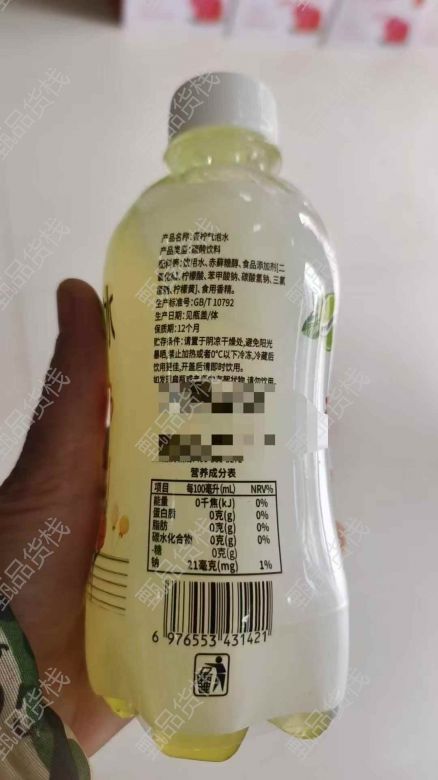 产品名称:香柠气泡水
产品类型:碳酸饮料
配料表:饮用水、赤藓糖醇、食品添加剂[二
氧化碳、柠檬酸、苯甲酸钠、碳酸氢钠、三氯
蔗糖、柠檬黄]、食用香精。
生产标准号:GB/T 10792
生产日期:见瓶盖/体
保质期:12个月
贮存条件:请置于阴凉干燥处,避免阳光
暴晒,禁止加热或者0°C以下冷冻,冷藏后
饮用更佳,开盖后请即时饮用。
水
营养成分表
项目 每100毫升(mL) NRV%
能量 0千焦(kJ) 0%
蛋白质 0克(g) 0%
脂肪 0克(g) 0%
碳水化合物 0克(g) 0%
-糖 0克(g)
钠 21毫克(mg) 1%
6 976553 431421
甄品货栈